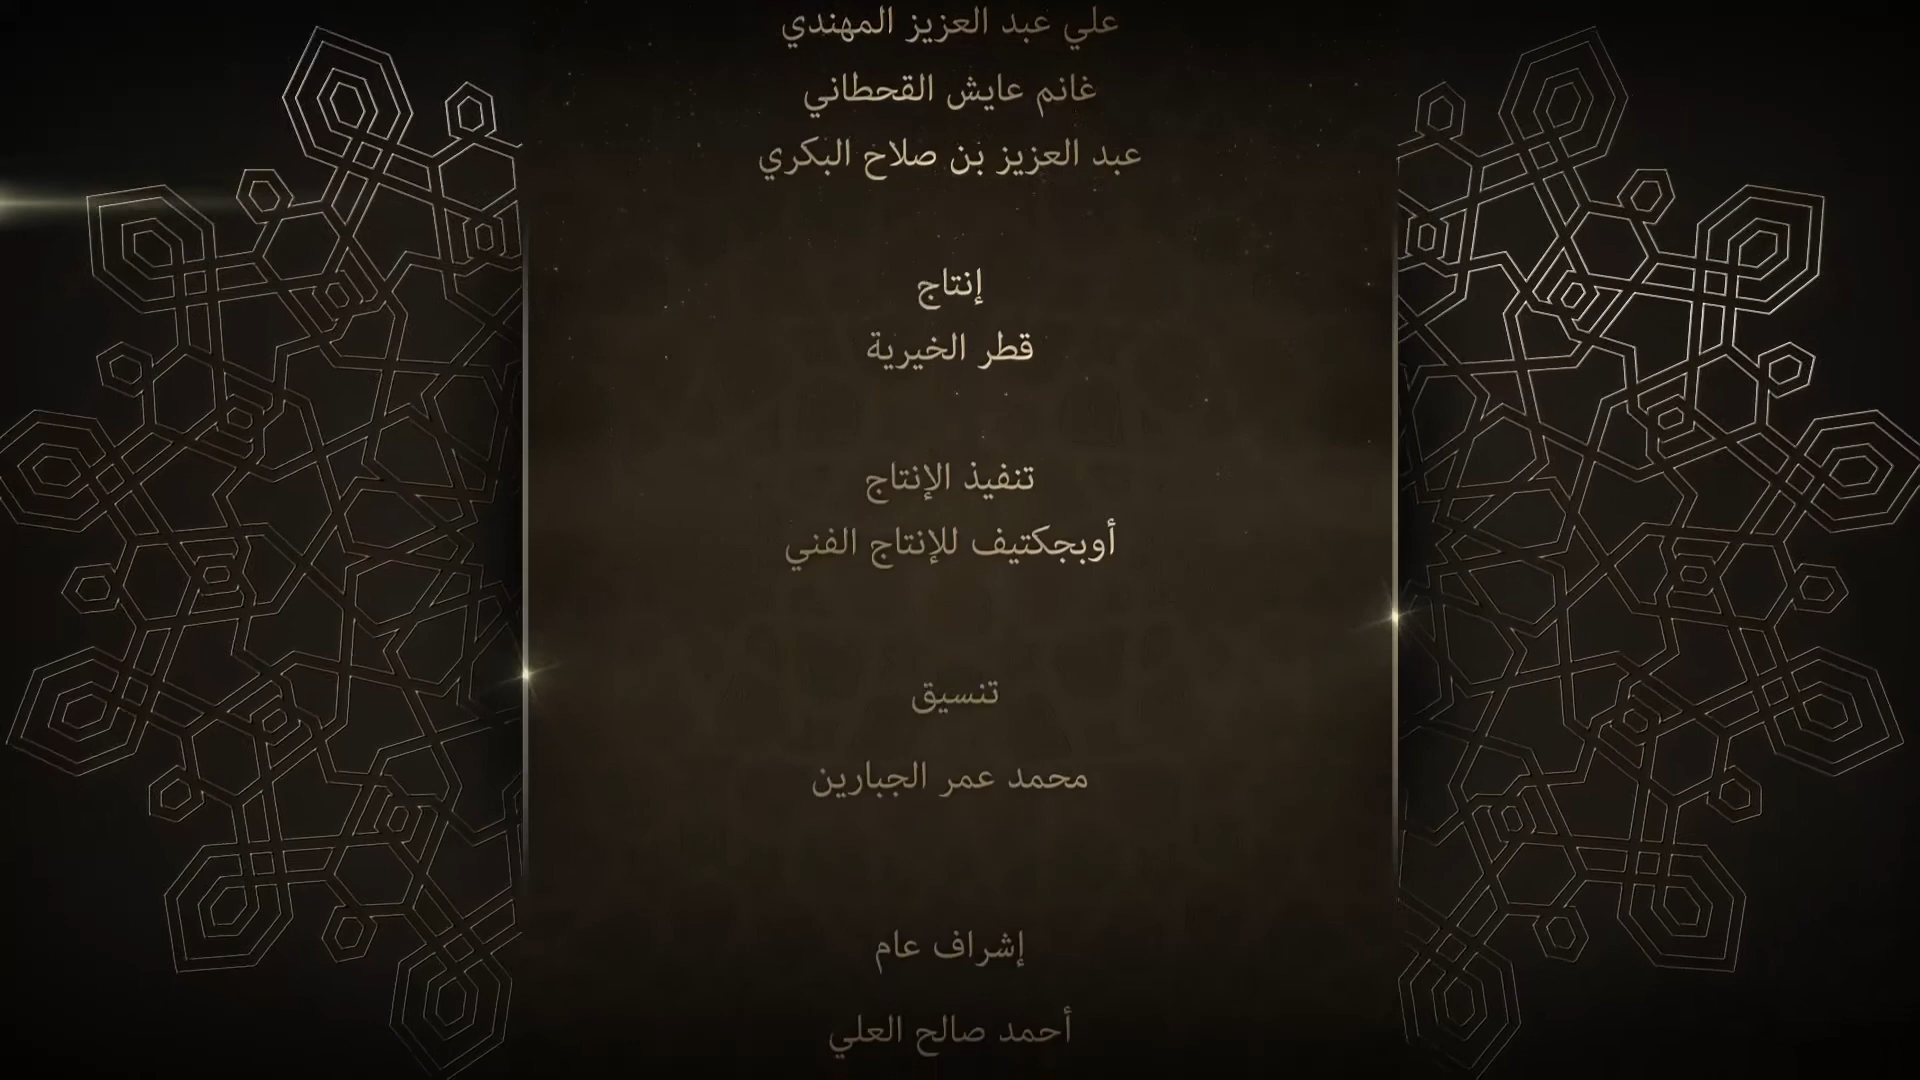 علي عبد العزيز المهندي
غانم عايش القحطاني
عبد العزيز بن صلاح البكري
إنتاج
قطر الخيرية
تنفيذ الإنتاج
أوبجكتيف للإنتاج الفني
تنسيق
محمد عمر الجبارين
إشراف عام
أحمد صالح العلي